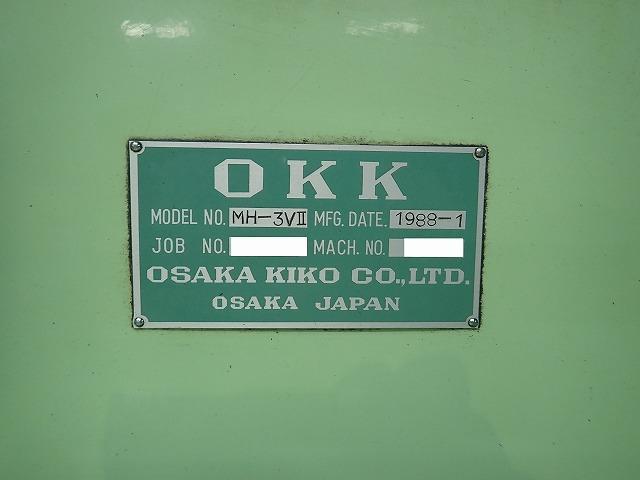 OKK
MODEL NO. MH-3VII MFG. DATE. 1988-1
JOB NO. MACH. NO.
OSAKA KIKO CO.,LTD.
OSAKA JAPAN